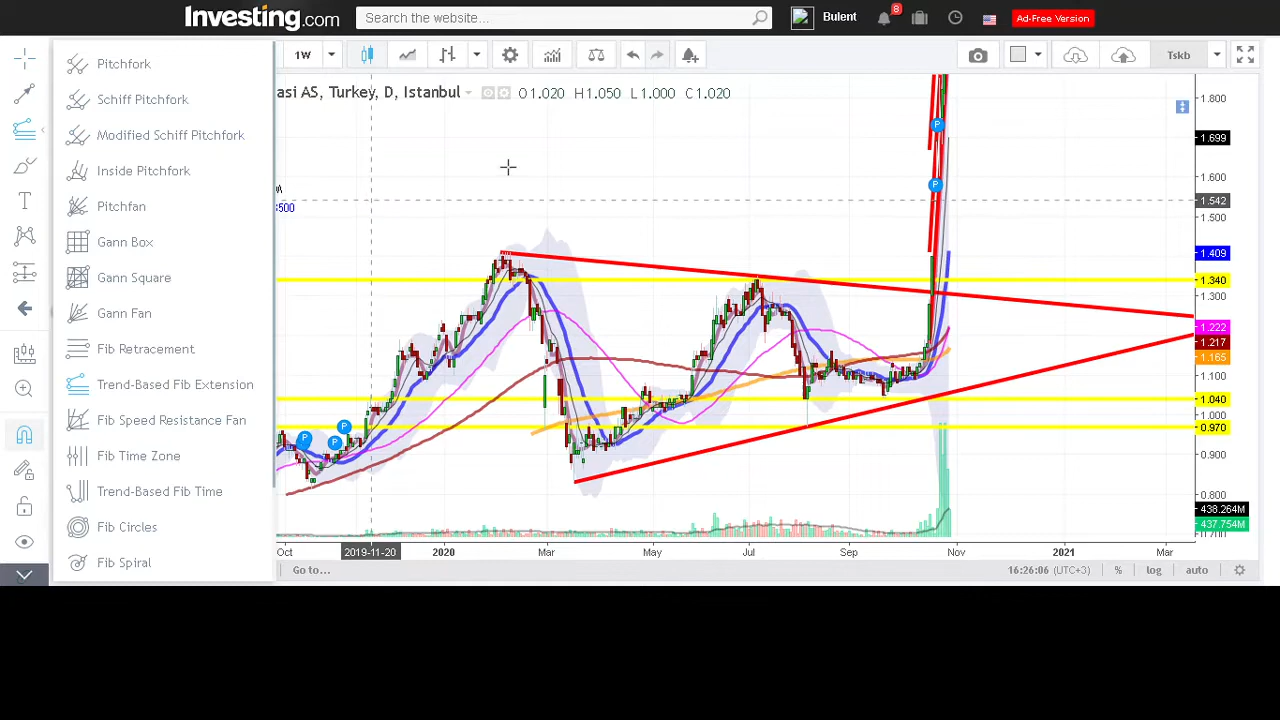 Investing.com
Search the website...
Bulent
8
Ad-Free Version
1W
Tskb
asi AS, Turkey, D, Istanbul
O1.020 H1.050 L1.000 C1.020
Pitchfork
Schiff Pitchfork
Modified Schiff Pitchfork
Inside Pitchfork
Pitchfan
Gann Box
Gann Square
Gann Fan
Fib Retracement
Trend-Based Fib Extension
Fib Speed Resistance Fan
Fib Time Zone
Trend-Based Fib Time
Fib Circles
Fib Spiral
T
P
P
P
P
P
1.800
1.699
1.600
1.542
1.500
1.409
1.340
1.300
1.222
1.217
1.165
1.100
1.040
1.000
0.970
0.900
0.800
438.264M
437.754M
Oct
2019-11-20
2020
Mar
May
Jul
Sep
Nov
2021
Mar
Go to...
16:26:06 (UTC+3)
%
log
auto